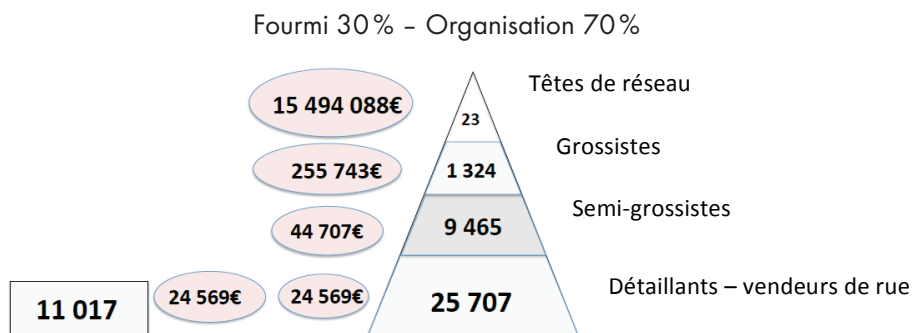 Fourmi 30 % – Organisation 70 %
Têtes de réseau
15 494 088€
23
Grossistes
255 743€
1 324
Semi-grossistes
44 707€
9 465
Détaillants – vendeurs de rue
11 017
24 569€
24 569€
25 707